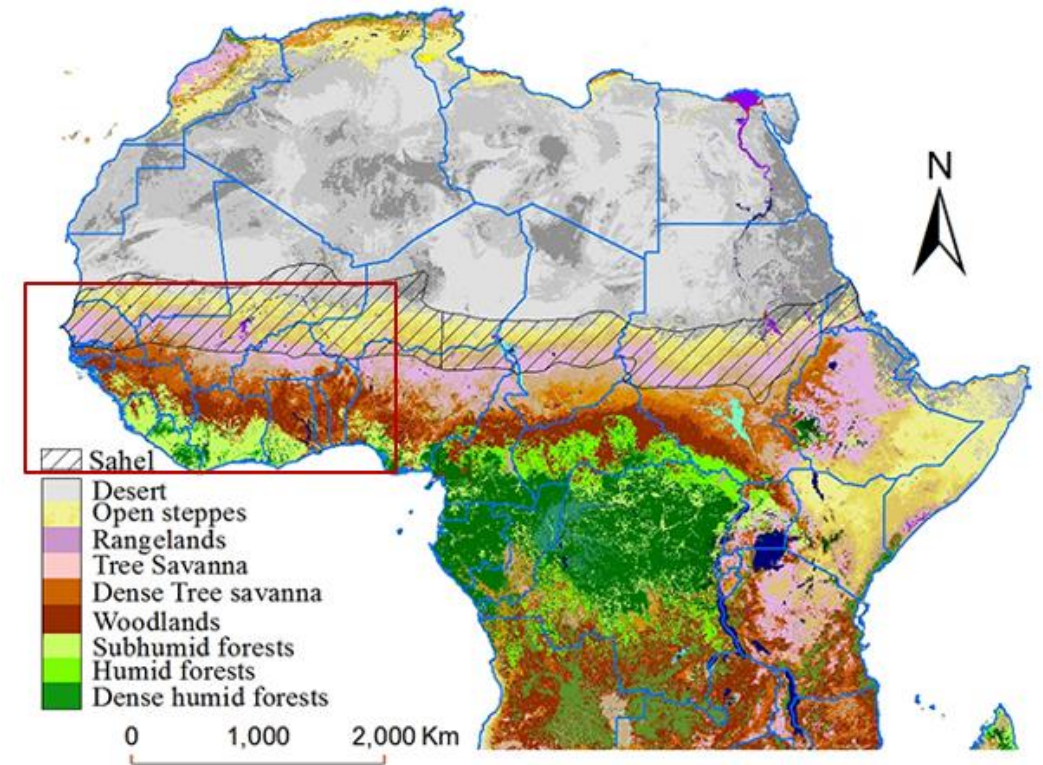 N
Sahel
Desert
Open steppes
Rangelands
Tree Savanna
Dense Tree savanna
Woodlands
Subhumid forests
Humid forests
Dense humid forests
0 1,000 2,000 Km